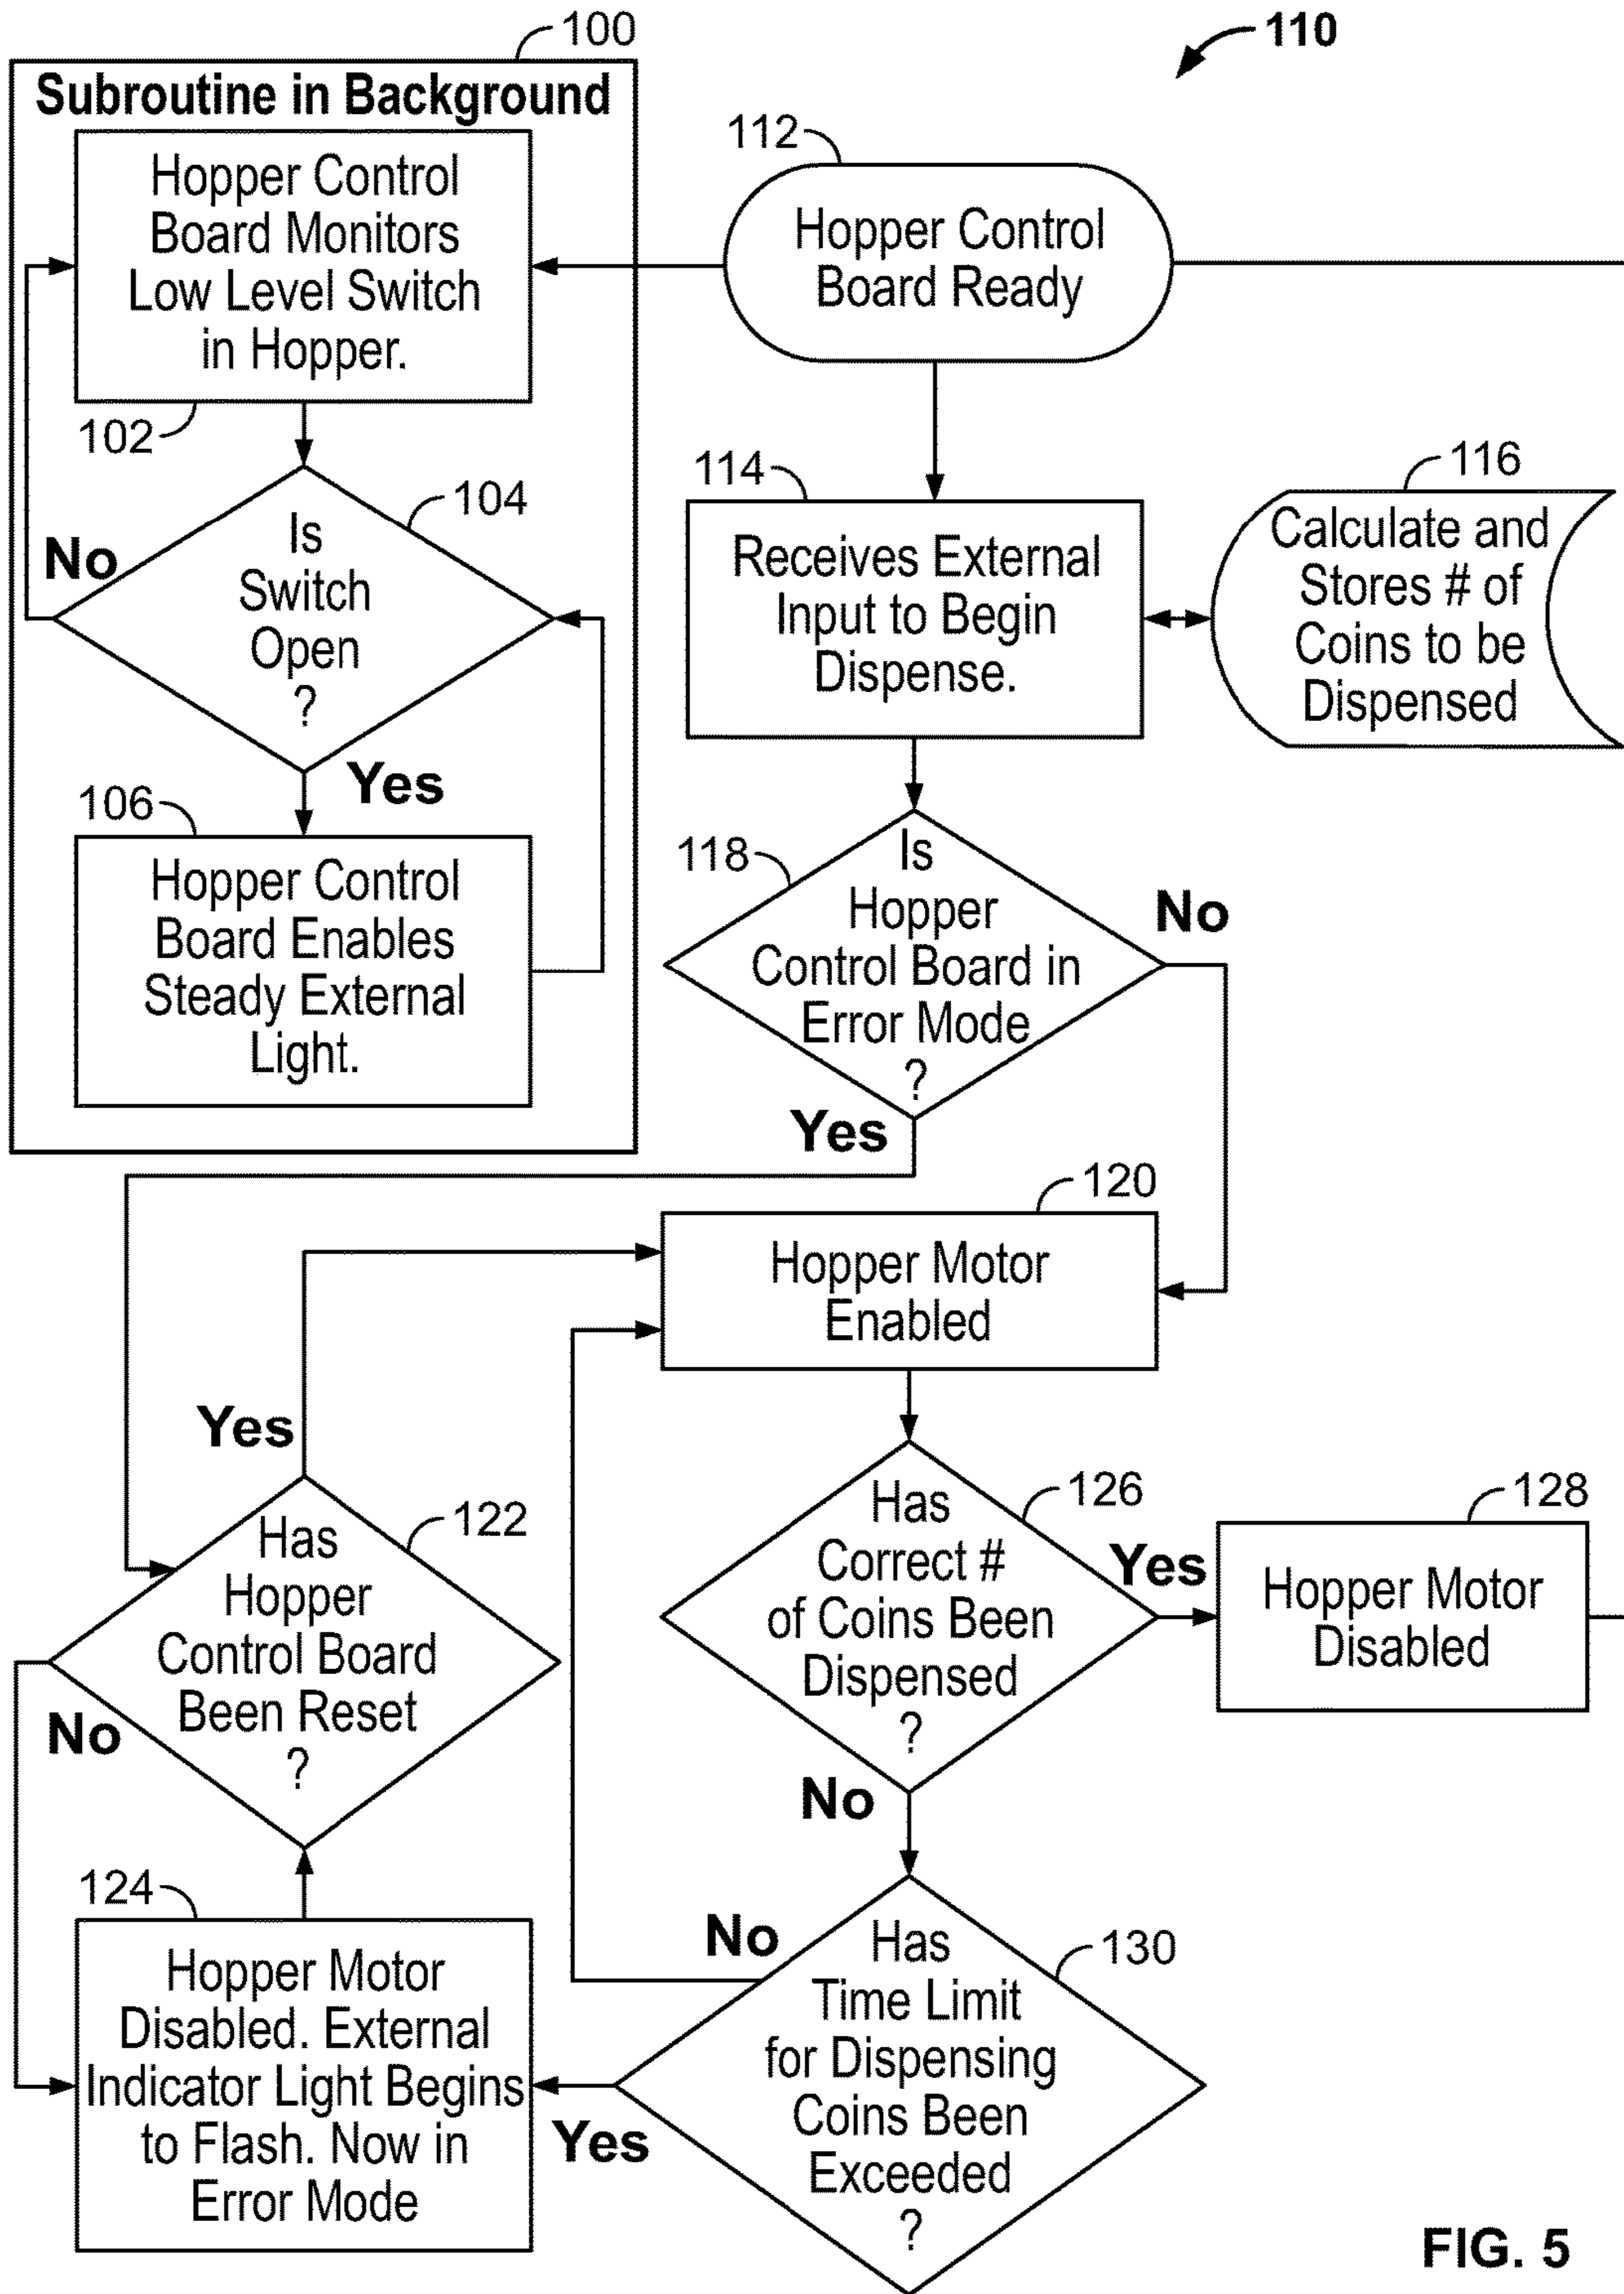 110
100
Subroutine in Background
Hopper Control
Board Monitors
Low Level Switch
in Hopper.
102
104
Is
Switch
Open
?
No
Yes
106
Hopper Control
Board Enables
Steady External
Light.
112
Hopper Control
Board Ready
114
Receives External
Input to Begin
Dispense.
116
Calculate and
Stores # of
Coins to be
Dispensed
118
Is
Hopper
Control Board in
Error Mode
?
No
Yes
120
Hopper Motor
Enabled
Yes
122
Has
Hopper
Control Board
Been Reset
?
No
124
Hopper Motor
Disabled. External
Indicator Light Begins
to Flash. Now in
Error Mode
126
Has
Correct #
of Coins Been
Dispensed
?
Yes
No
128
Hopper Motor
Disabled
130
Has
Time Limit
for Dispensing
Coins Been
Exceeded
?
No
Yes
FIG. 5